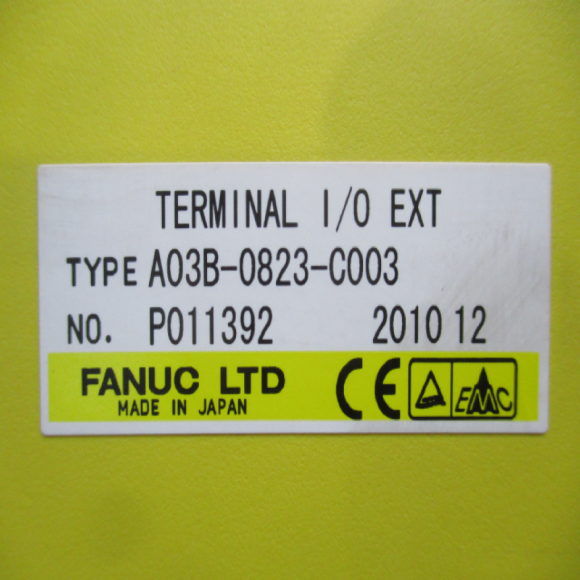 TERMINAL I/O EXT
TYPE A03B-0823-C003
NO. P011392 2010 12
FANUC LTD
MADE IN JAPAN
CE EMC